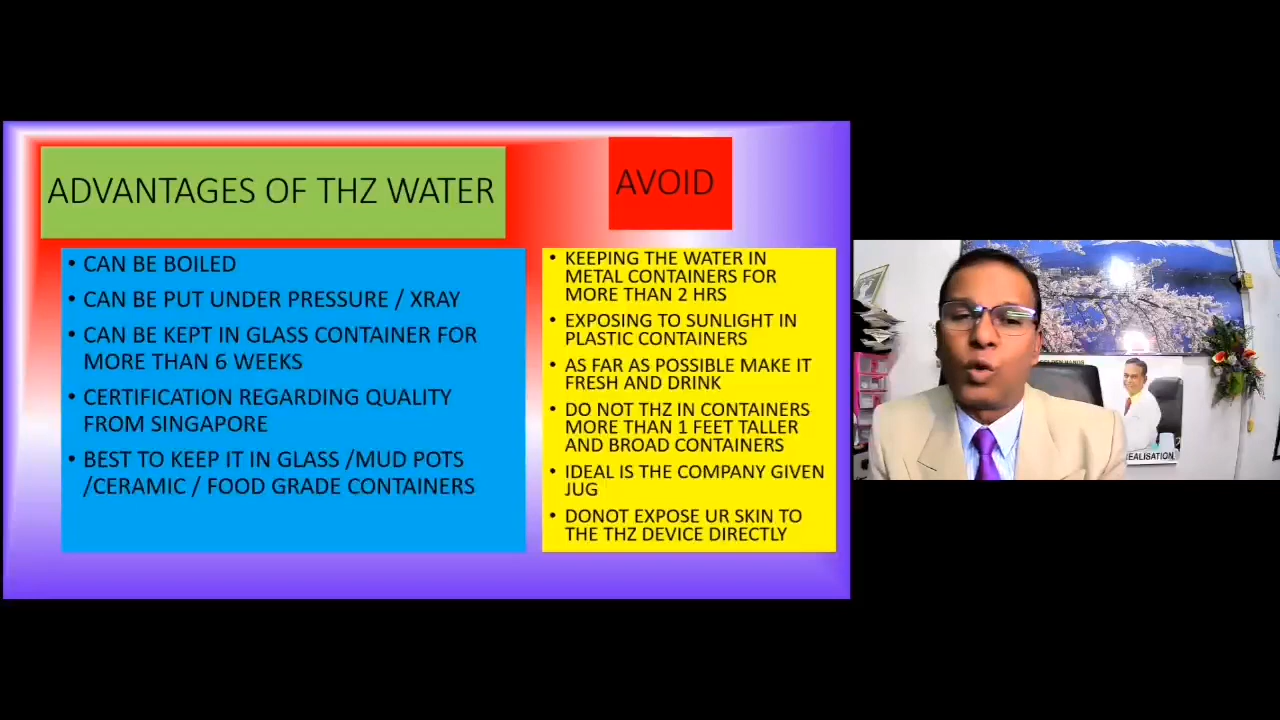 ADVANTAGES OF THZ WATER
• CAN BE BOILED
• CAN BE PUT UNDER PRESSURE / XRAY
• CAN BE KEPT IN GLASS CONTAINER FOR
MORE THAN 6 WEEKS
• CERTIFICATION REGARDING QUALITY
FROM SINGAPORE
• BEST TO KEEP IT IN GLASS /MUD POTS
/CERAMIC / FOOD GRADE CONTAINERS
AVOID
• KEEPING THE WATER IN
METAL CONTAINERS FOR
MORE THAN 2 HRS
• EXPOSING TO SUNLIGHT IN
PLASTIC CONTAINERS
• AS FAR AS POSSIBLE MAKE IT
FRESH AND DRINK
• DO NOT THZ IN CONTAINERS
MORE THAN 1 FEET TALLER
AND BROAD CONTAINERS
• IDEAL IS THE COMPANY GIVEN
JUG
• DONOT EXPOSE UR SKIN TO
THE THZ DEVICE DIRECTLY